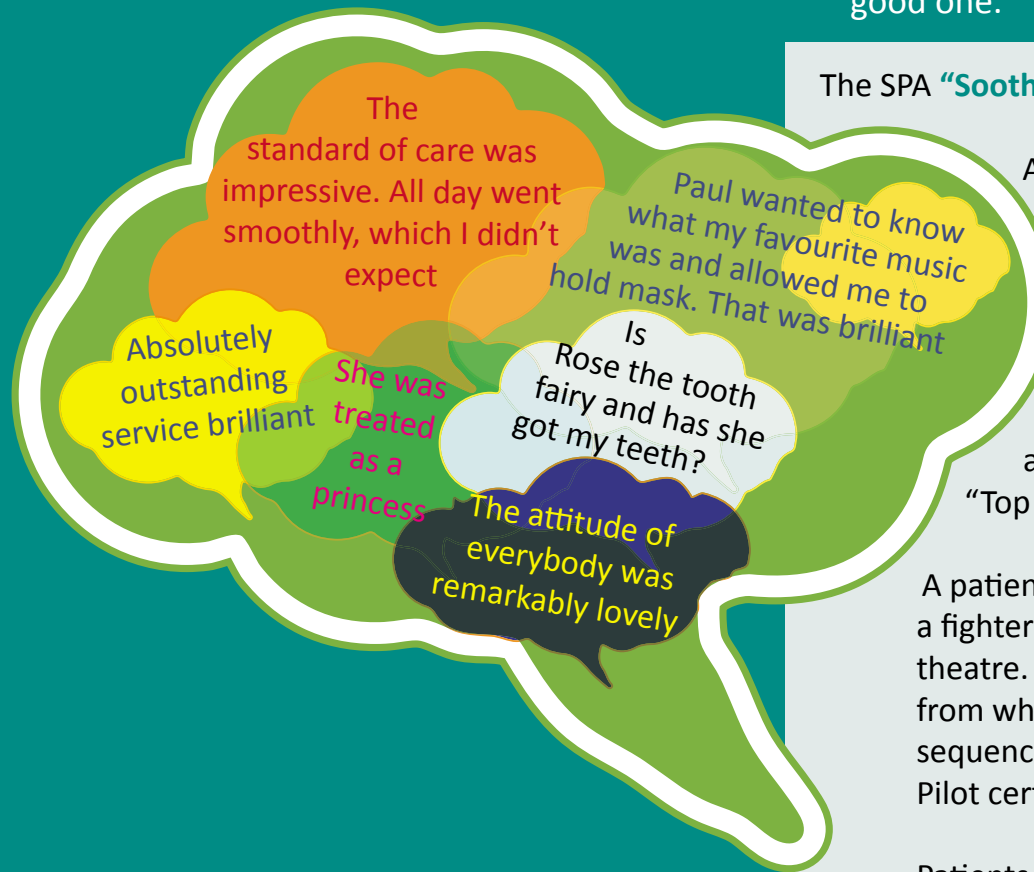 good one.
The SPA “Sooth
The
standard of care was
impressive. All day went
smoothly, which I didn’t
expect
Paul wanted to know
what my favourite music
was and allowed me to
hold mask. That was brilliant
Absolutely
outstanding
service brilliant
She was
treated
as a
princess
Is
Rose the tooth
fairy and has she
got my teeth?
The attitude of
everybody was
remarkably lovely
A
a
“Top
A patien
a fighter
theatre.
from wh
sequenc
Pilot cer
Patients